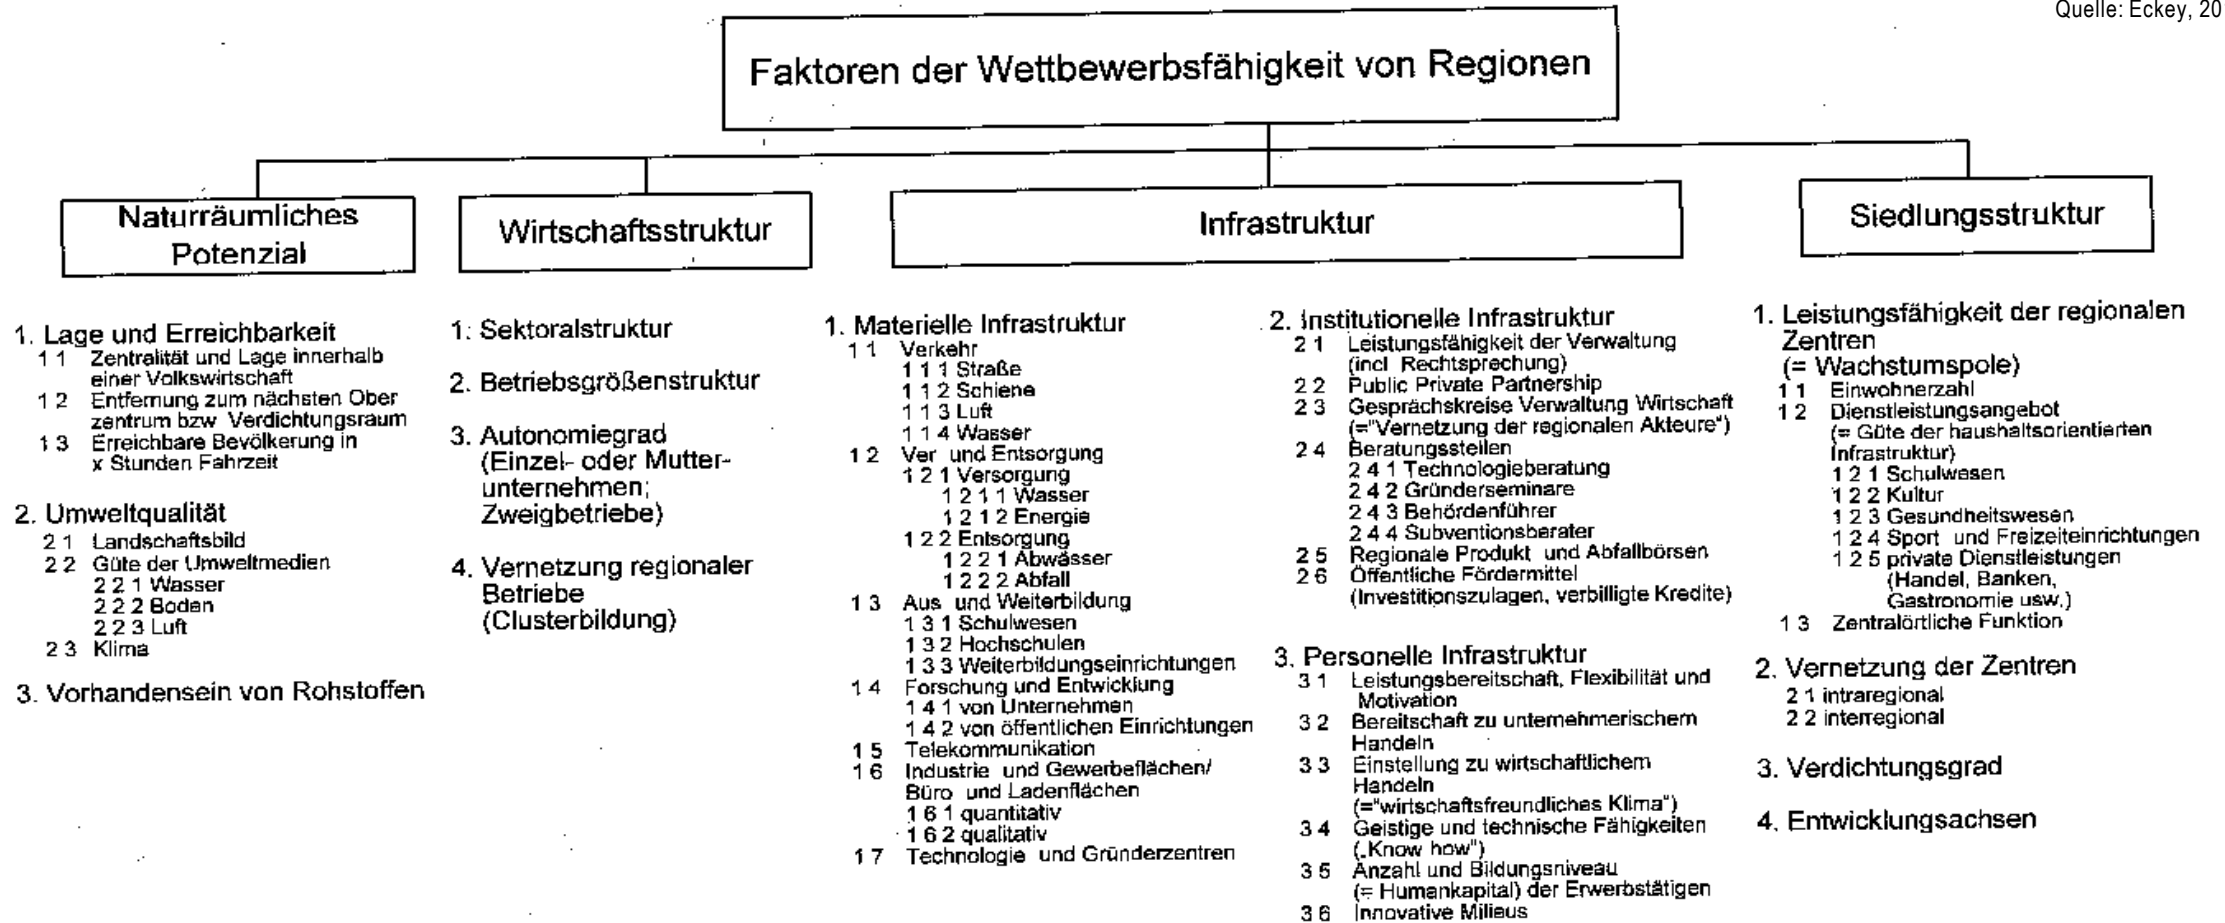 Quelle: Eckey, 20
Faktoren der Wettbewerbsfähigkeit von Regionen
Naturräumliches
Potenzial
1. Lage und Erreichbarkeit
1 1 Zentralität und Lage innerhalb
einer Volkswirtschaft
1 2 Entfernung zum nächsten Ober
zentrum bzw Verdichtungsraum
1 3 Erreichbare Bevölkerung in
x Stunden Fahrzeit
2. Umweltqualität
2 1 Landschaftsbild
2 2 Güte der Umweltmedien
2 2 1 Wasser
2 2 2 Boden
2 2 3 Luft
2 3 Klima
3. Vorhandensein von Rohstoffen
Wirtschaftsstruktur
1. Sektoralstruktur
2. Betriebsgrößenstruktur
3. Autonomiegrad
(Einzel- oder Mutter-
unternehmen;
Zweigbetriebe)
4. Vernetzung regionaler
Betriebe
(Clusterbildung)
Infrastruktur
1. Materielle Infrastruktur
1 1 Verkehr
1 1 1 Straße
1 1 2 Schiene
1 1 3 Luft
1 1 4 Wasser
1 2 Ver und Entsorgung
1 2 1 Versorgung
1 2 1 1 Wasser
1 2 1 2 Energie
1 2 2 Entsorgung
1 2 2 1 Abwässer
1 2 2 2 Abfall
1 3 Aus und Weiterbildung
1 3 1 Schulwesen
1 3 2 Hochschulen
1 3 3 Weiterbildungseinrichtungen
1 4 Forschung und Entwicklung
1 4 1 von Unternehmen
1 4 2 von öffentlichen Einrichtungen
1 5 Telekommunikation
1 6 Industrie und Gewerbeflächen/
Büro und Ladenflächen
1 6 1 quantitativ
1 6 2 qualitativ
1 7 Technologie und Gründerzentren
2. Institutionelle Infrastruktur
2 1 Leistungsfähigkeit der Verwaltung
(incl Rechtsprechung)
2 2 Public Private Partnership
2 3 Gesprächskreise Verwaltung Wirtschaft
(="Vernetzung der regionalen Akteure")
2 4 Beratungsstellen
2 4 1 Technologieberatung
2 4 2 Gründerseminare
2 4 3 Behördenführer
2 4 4 Subventionsberater
2 5 Regionale Produkt und Abfallbörsen
2 6 Öffentliche Fördermittel
(Investitionszulagen, verbilligte Kredite)
3. Personelle Infrastruktur
3 1 Leistungsbereitschaft, Flexibilität und
Motivation
3 2 Bereitschaft zu unternehmerischem
Handeln
3 3 Einstellung zu wirtschaftlichem
Handeln
(="wirtschaftsfreundliches Klima")
3 4 Geistige und technische Fähigkeiten
(„Know how")
3 5 Anzahl und Bildungsniveau
(= Humankapital) der Erwerbstätigen
3 6 Innovative Milieus
Siedlungsstruktur
1. Leistungsfähigkeit der regionalen
Zentren
(= Wachstumspole)
1 1 Einwohnerzahl
1 2 Dienstleistungsangebot
(= Güte der haushaltsorientierten
Infrastruktur)
1 2 1 Schulwesen
1 2 2 Kultur
1 2 3 Gesundheitswesen
1 2 4 Sport und Freizeiteinrichtungen
1 2 5 private Dienstleistungen
(Handel, Banken,
Gastronomie usw.)
1 3 Zentralörtliche Funktion
2. Vernetzung der Zentren
2 1 intraregional
2 2 interregional
3. Verdichtungsgrad
4. Entwicklungsachsen